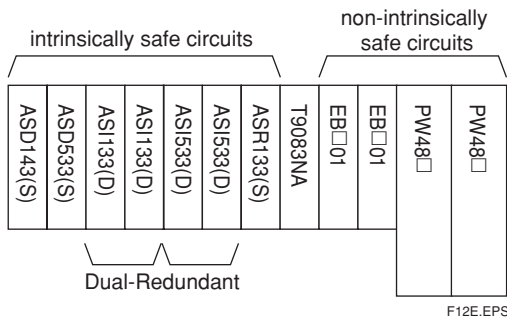 non-intrinsically
safe circuits
intrinsically safe circuits
ASD143(S)
ASD533(S)
ASI133(D)
ASI133(D)
ASI533(D)
ASI533(D)
ASR133(S)
T9083NA
EB□01
EB□01
PW48□
PW48□
Dual-Redundant
F12E.EPS